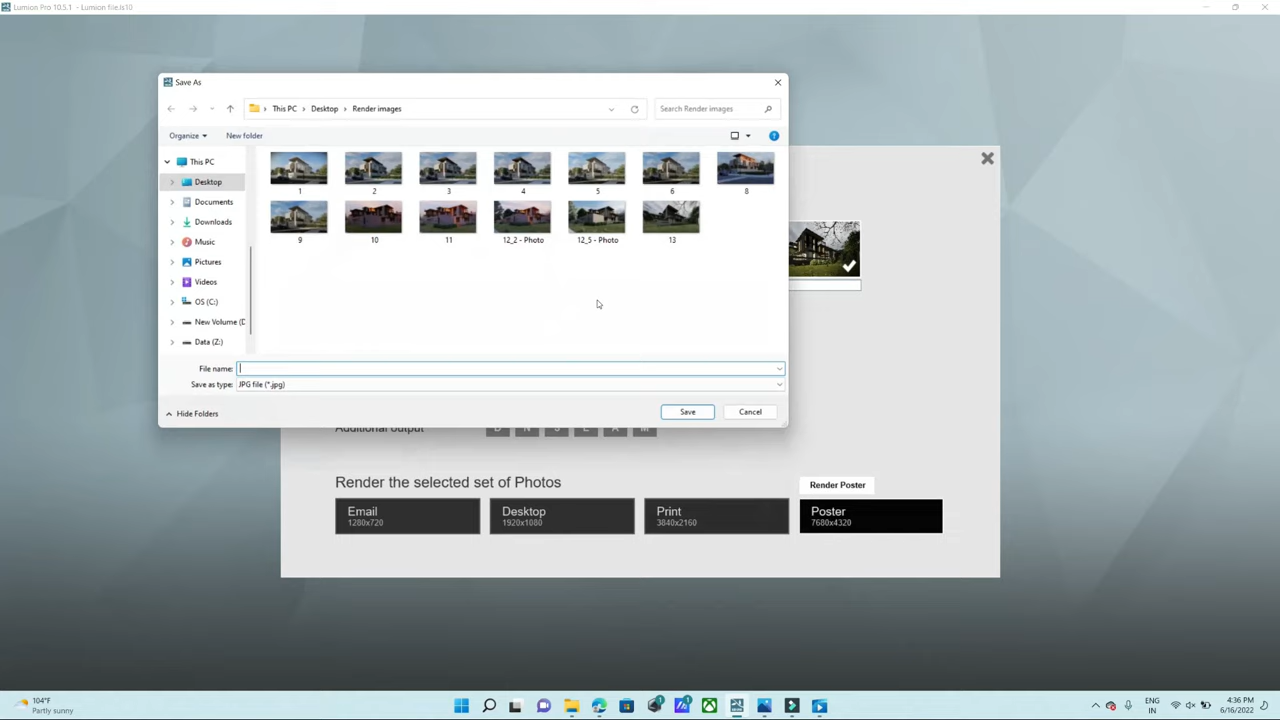 Lumion Pro 10.5.1 - Lumion file.ls10
Save As
This PC > Desktop > Render images
Search Render images
Organize
New folder
This PC
Desktop
Documents
Downloads
Music
Pictures
Videos
OS (C:)
New Volume (D
Data (Z:)
1
2
3
4
5
6
8
9
10
11
12_2 - Photo
12_5 - Photo
13
File name:
Save as type: JPG file (*.jpg)
Hide Folders
Save
Cancel
Additional output
Render the selected set of Photos
Render Poster
Email
1280x720
Desktop
1920x1080
Print
3840x2160
Poster
7680x4320
104°F
Partly sunny
ENG
IN
4:36 PM
6/16/2022